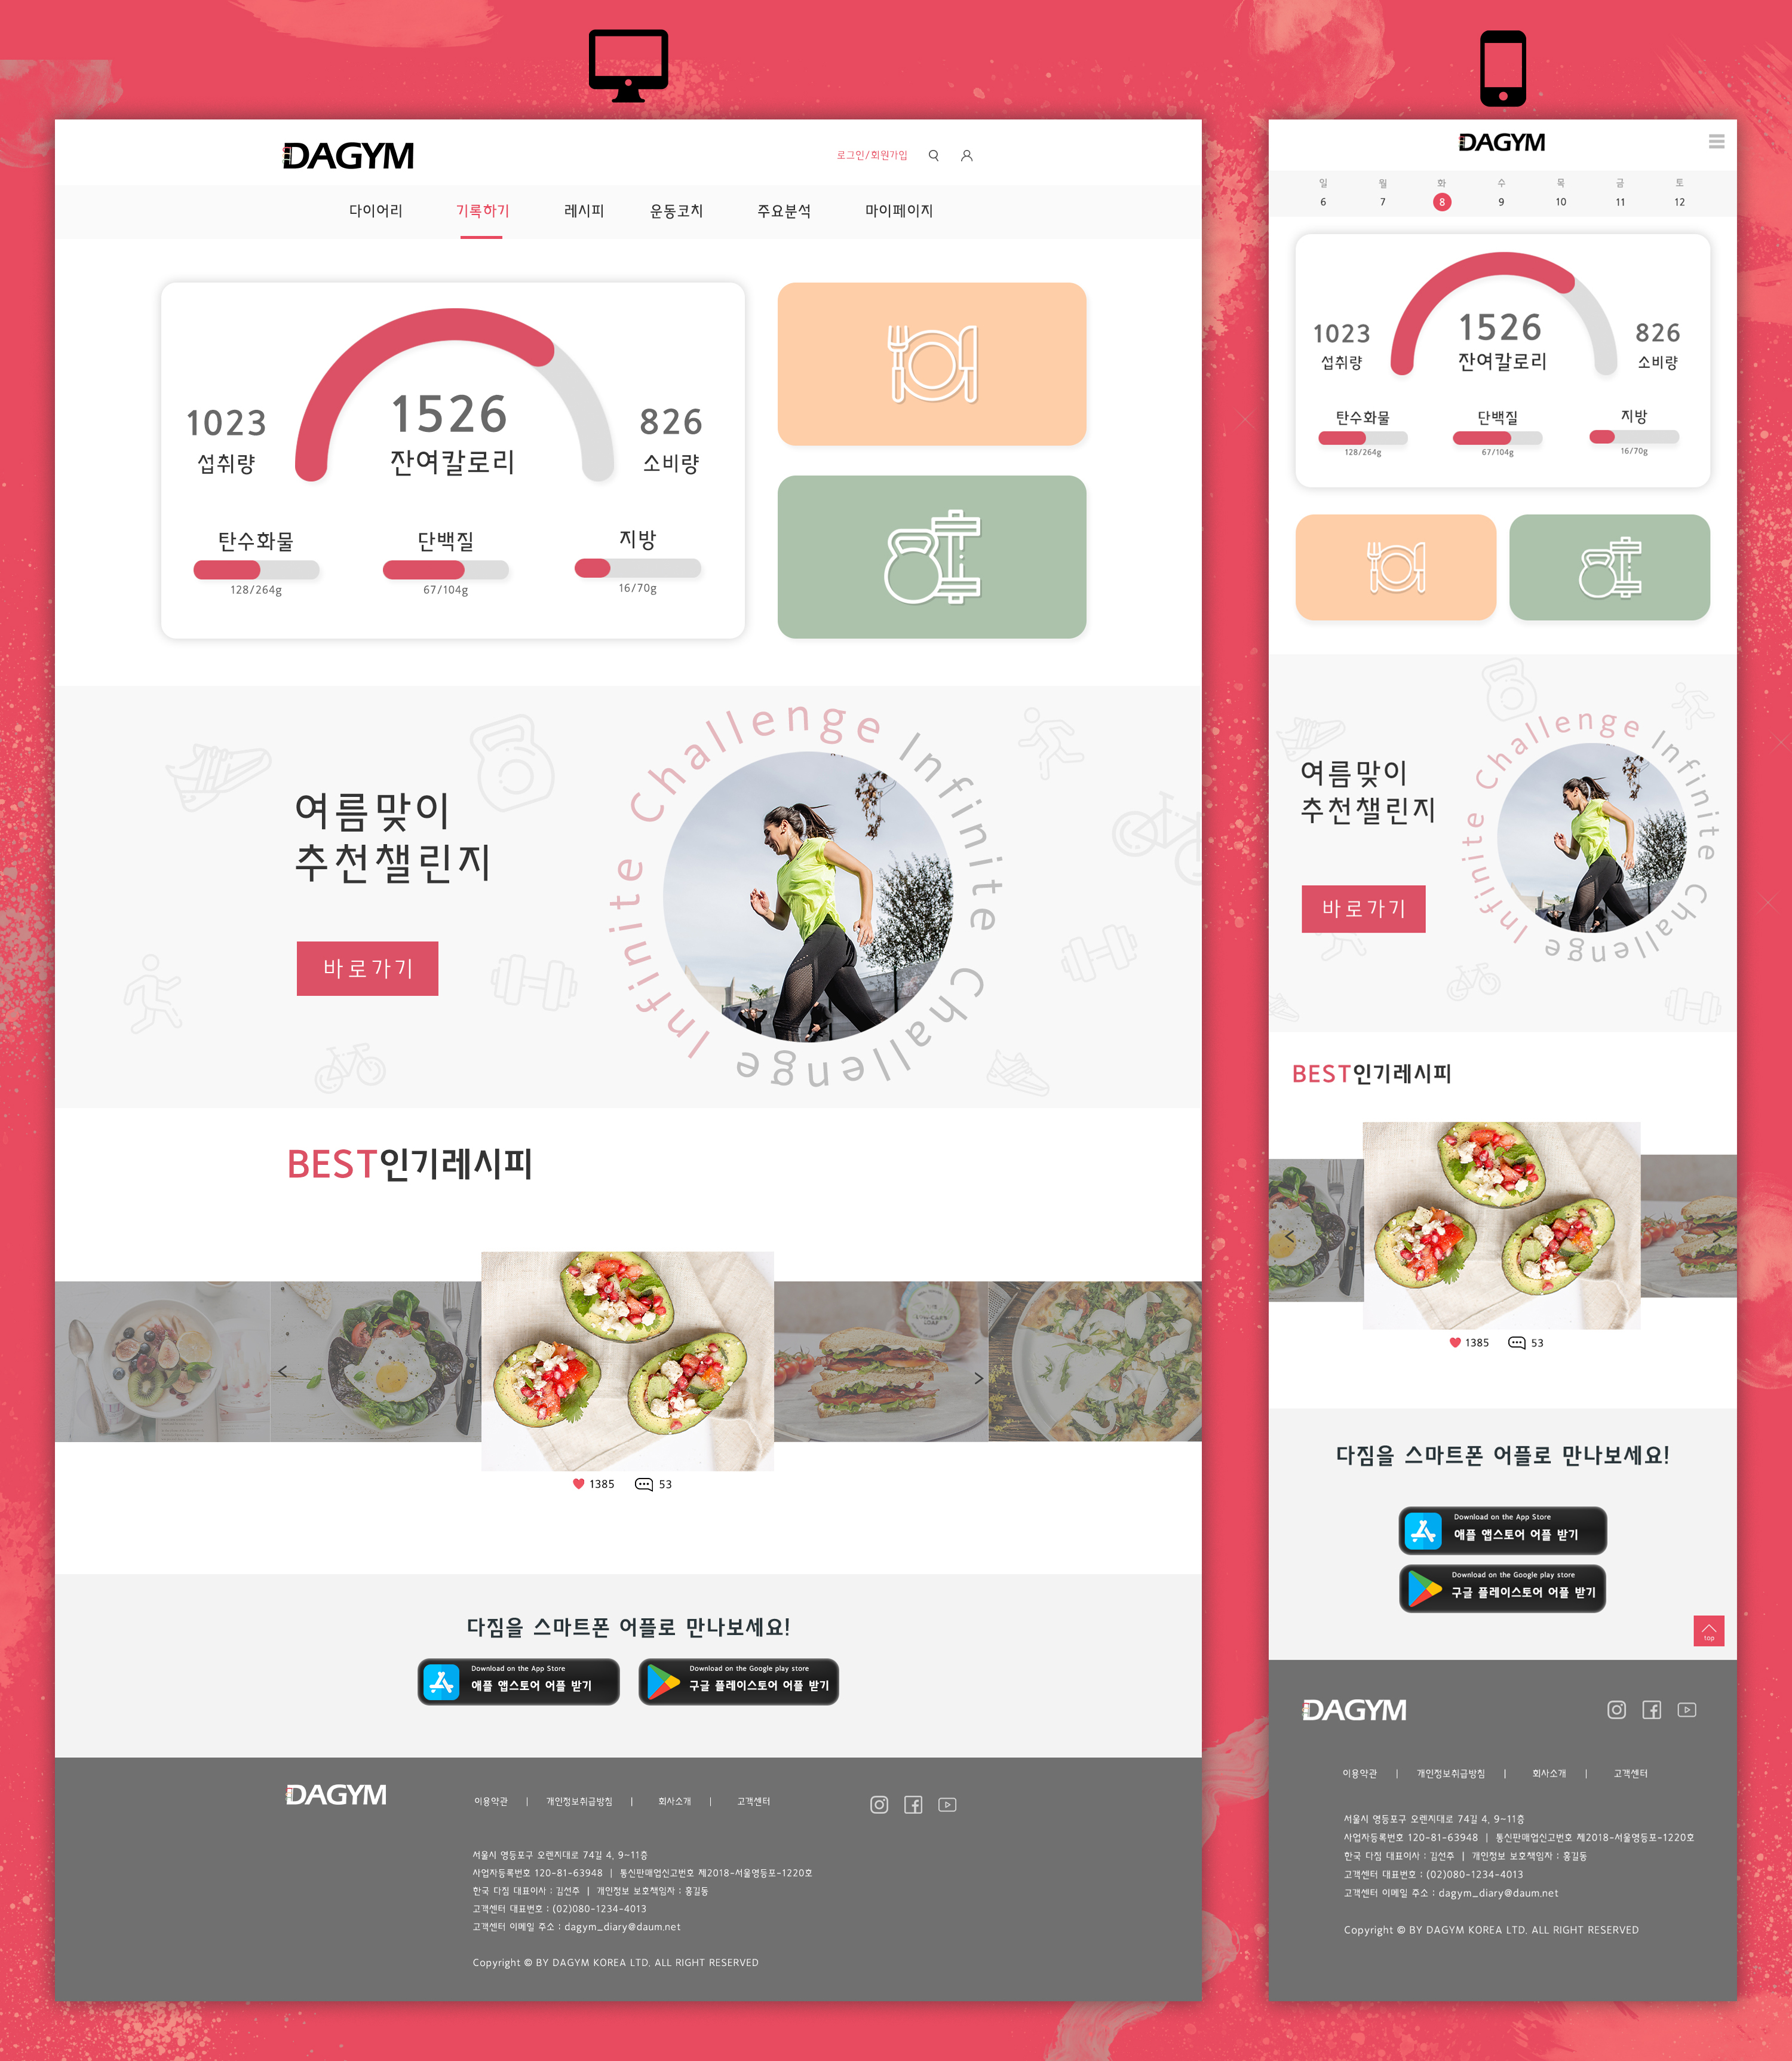 DAGYM
로그인/회원가입
다이어리 기록하기 레시피 운동코치 주요분석 마이페이지
1023
섭취량
1526
잔여칼로리
826
소비량
탄수화물
128/264g
단백질
67/104g
지방
16/70g
여름맞이
추천챌린지
바로가기
Infinite Challenge Infinite Challenge
BEST인기레시피
1385 53
다짐을 스마트폰 어플로 만나보세요!
Download on the App Store
애플 앱스토어 어플 받기
Download on the Google play store
구글 플레이스토어 어플 받기
DAGYM
이용약관 | 개인정보취급방침 | 회사소개 | 고객센터
서울시 영등포구 오렌지대로 74길 4, 9~11층
사업자등록번호 120-81-63948 | 통신판매업신고번호 제2018-서울영등포-1220호
한국 다짐 대표이사 : 김선주 | 개인정보 보호책임자 : 홍길동
고객센터 대표번호 : (02)080-1234-4013
고객센터 이메일 주소 : dagym_diary@daum.net
Copyright © BY DAGYM KOREA LTD. ALL RIGHT RESERVED
DAGYM
일 월 화 수 목 금 토
6 7 8 9 10 11 12
1023
섭취량
1526
잔여칼로리
826
소비량
탄수화물
128/264g
단백질
67/104g
지방
16/70g
여름맞이
추천챌린지
바로가기
Infinite Challenge Infinite Challenge
BEST인기레시피
1385 53
다짐을 스마트폰 어플로 만나보세요!
Download on the App Store
애플 앱스토어 어플 받기
Download on the Google play store
구글 플레이스토어 어플 받기
top
DAGYM
이용약관 | 개인정보취급방침 | 회사소개 | 고객센터
서울시 영등포구 오렌지대로 74길 4, 9~11층
사업자등록번호 120-81-63948 | 통신판매업신고번호 제2018-서울영등포-1220호
한국 다짐 대표이사 : 김선주 | 개인정보 보호책임자 : 홍길동
고객센터 대표번호 : (02)080-1234-4013
고객센터 이메일 주소 : dagym_diary@daum.net
Copyright © BY DAGYM KOREA LTD. ALL RIGHT RESERVED